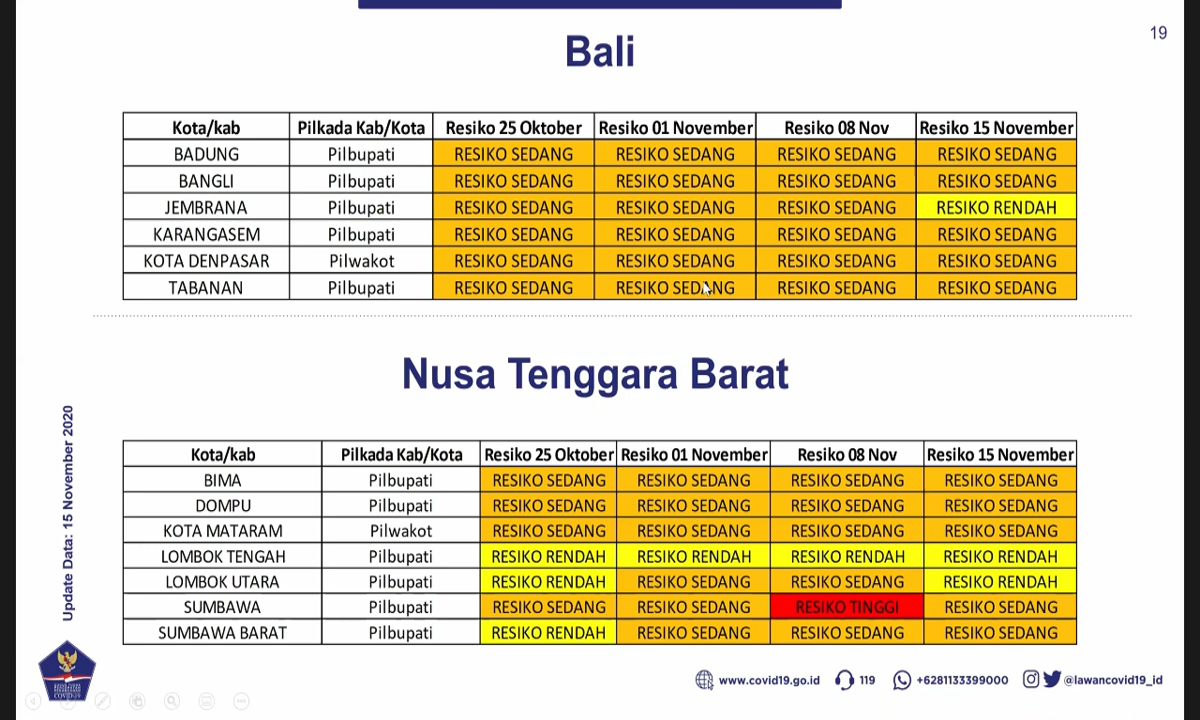 19
Bali
Kota/kab Pilkada Kab/Kota Resiko 25 Oktober Resiko 01 November Resiko 08 Nov Resiko 15 November
BADUNG Pilbupati RESIKO SEDANG RESIKO SEDANG RESIKO SEDANG RESIKO SEDANG
BANGLI Pilbupati RESIKO SEDANG RESIKO SEDANG RESIKO SEDANG RESIKO SEDANG
JEMBRANA Pilbupati RESIKO SEDANG RESIKO SEDANG RESIKO SEDANG RESIKO RENDAH
KARANGASEM Pilbupati RESIKO SEDANG RESIKO SEDANG RESIKO SEDANG RESIKO SEDANG
KOTA DENPASAR Pilwakot RESIKO SEDANG RESIKO SEDANG RESIKO SEDANG RESIKO SEDANG
TABANAN Pilbupati RESIKO SEDANG RESIKO SEDANG RESIKO SEDANG RESIKO SEDANG
Nusa Tenggara Barat
Kota/kab Pilkada Kab/Kota Resiko 25 Oktober Resiko 01 November Resiko 08 Nov Resiko 15 November
BIMA Pilbupati RESIKO SEDANG RESIKO SEDANG RESIKO SEDANG RESIKO SEDANG
DOMPU Pilbupati RESIKO SEDANG RESIKO SEDANG RESIKO SEDANG RESIKO SEDANG
KOTA MATARAM Pilwakot RESIKO SEDANG RESIKO SEDANG RESIKO SEDANG RESIKO SEDANG
LOMBOK TENGAH Pilbupati RESIKO RENDAH RESIKO RENDAH RESIKO RENDAH RESIKO RENDAH
LOMBOK UTARA Pilbupati RESIKO RENDAH RESIKO SEDANG RESIKO SEDANG RESIKO RENDAH
SUMBAWA Pilbupati RESIKO SEDANG RESIKO SEDANG RESIKO TINGGI RESIKO SEDANG
SUMBAWA BARAT Pilbupati RESIKO RENDAH RESIKO SEDANG RESIKO SEDANG RESIKO SEDANG
Update Data: 15 November 2020
COVID-19
www.covid19.go.id 119 +6281133399000 @lawancovid19_id